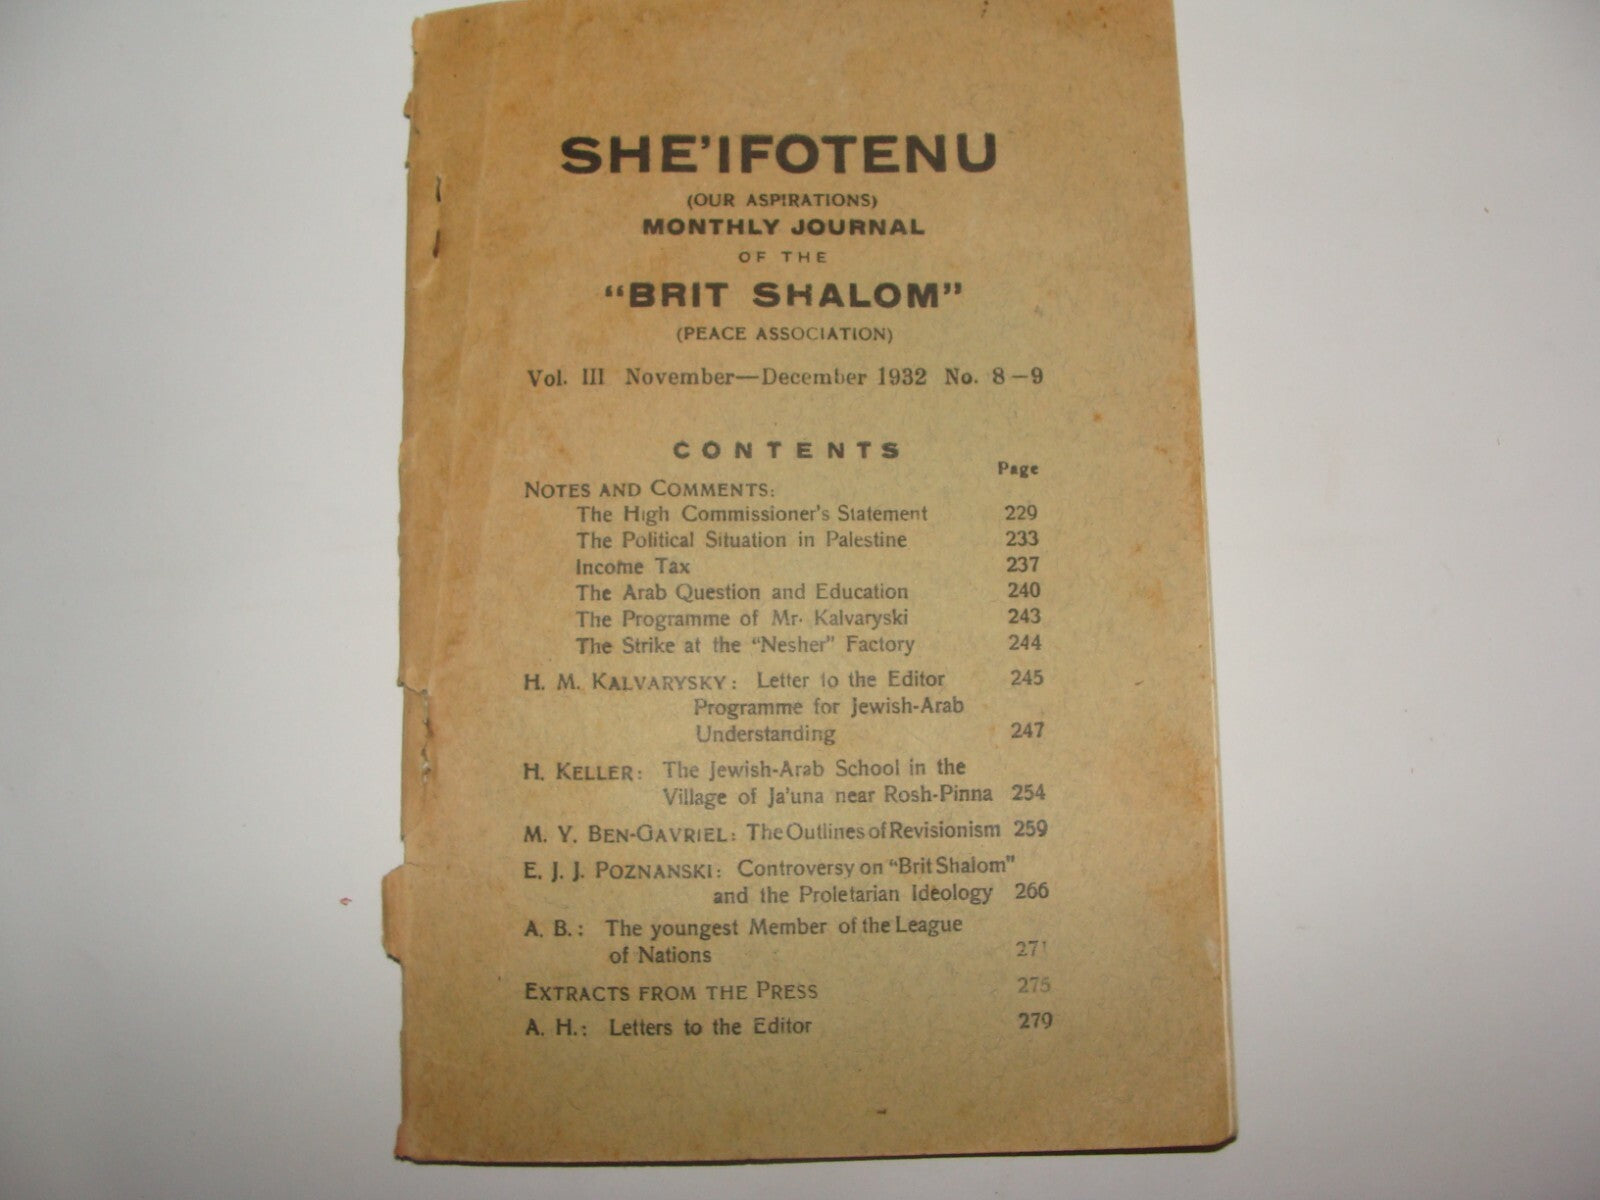 SHE'IFOTENU
(OUR ASPIRATIONS)
MONTHLY JOURNAL
OF THE
"BRIT SHALOM"
(PEACE ASSOCIATION)
Vol. III November—December 1932 No. 8–9
CONTENTS
Page
NOTES AND COMMENTS:
The High Commissioner's Statement 229
The Political Situation in Palestine 233
Income Tax 237
The Arab Question and Education 240
The Programme of Mr. Kalvaryski 243
The Strike at the "Nesher" Factory 244
H. M. KALVARYSKY: Letter to the Editor 245
Programme for Jewish-Arab
Understanding 247
H. KELLER: The Jewish-Arab School in the
Village of Ja'una near Rosh-Pinna 254
M. Y. BEN-GAVRIEL: The Outlines of Revisionism 259
E. J. J. POZNANSKI: Controversy on "Brit Shalom"
and the Proletarian Ideology 266
A. B.: The youngest Member of the League
of Nations 271
EXTRACTS FROM THE PRESS 275
A. H.: Letters to the Editor 279